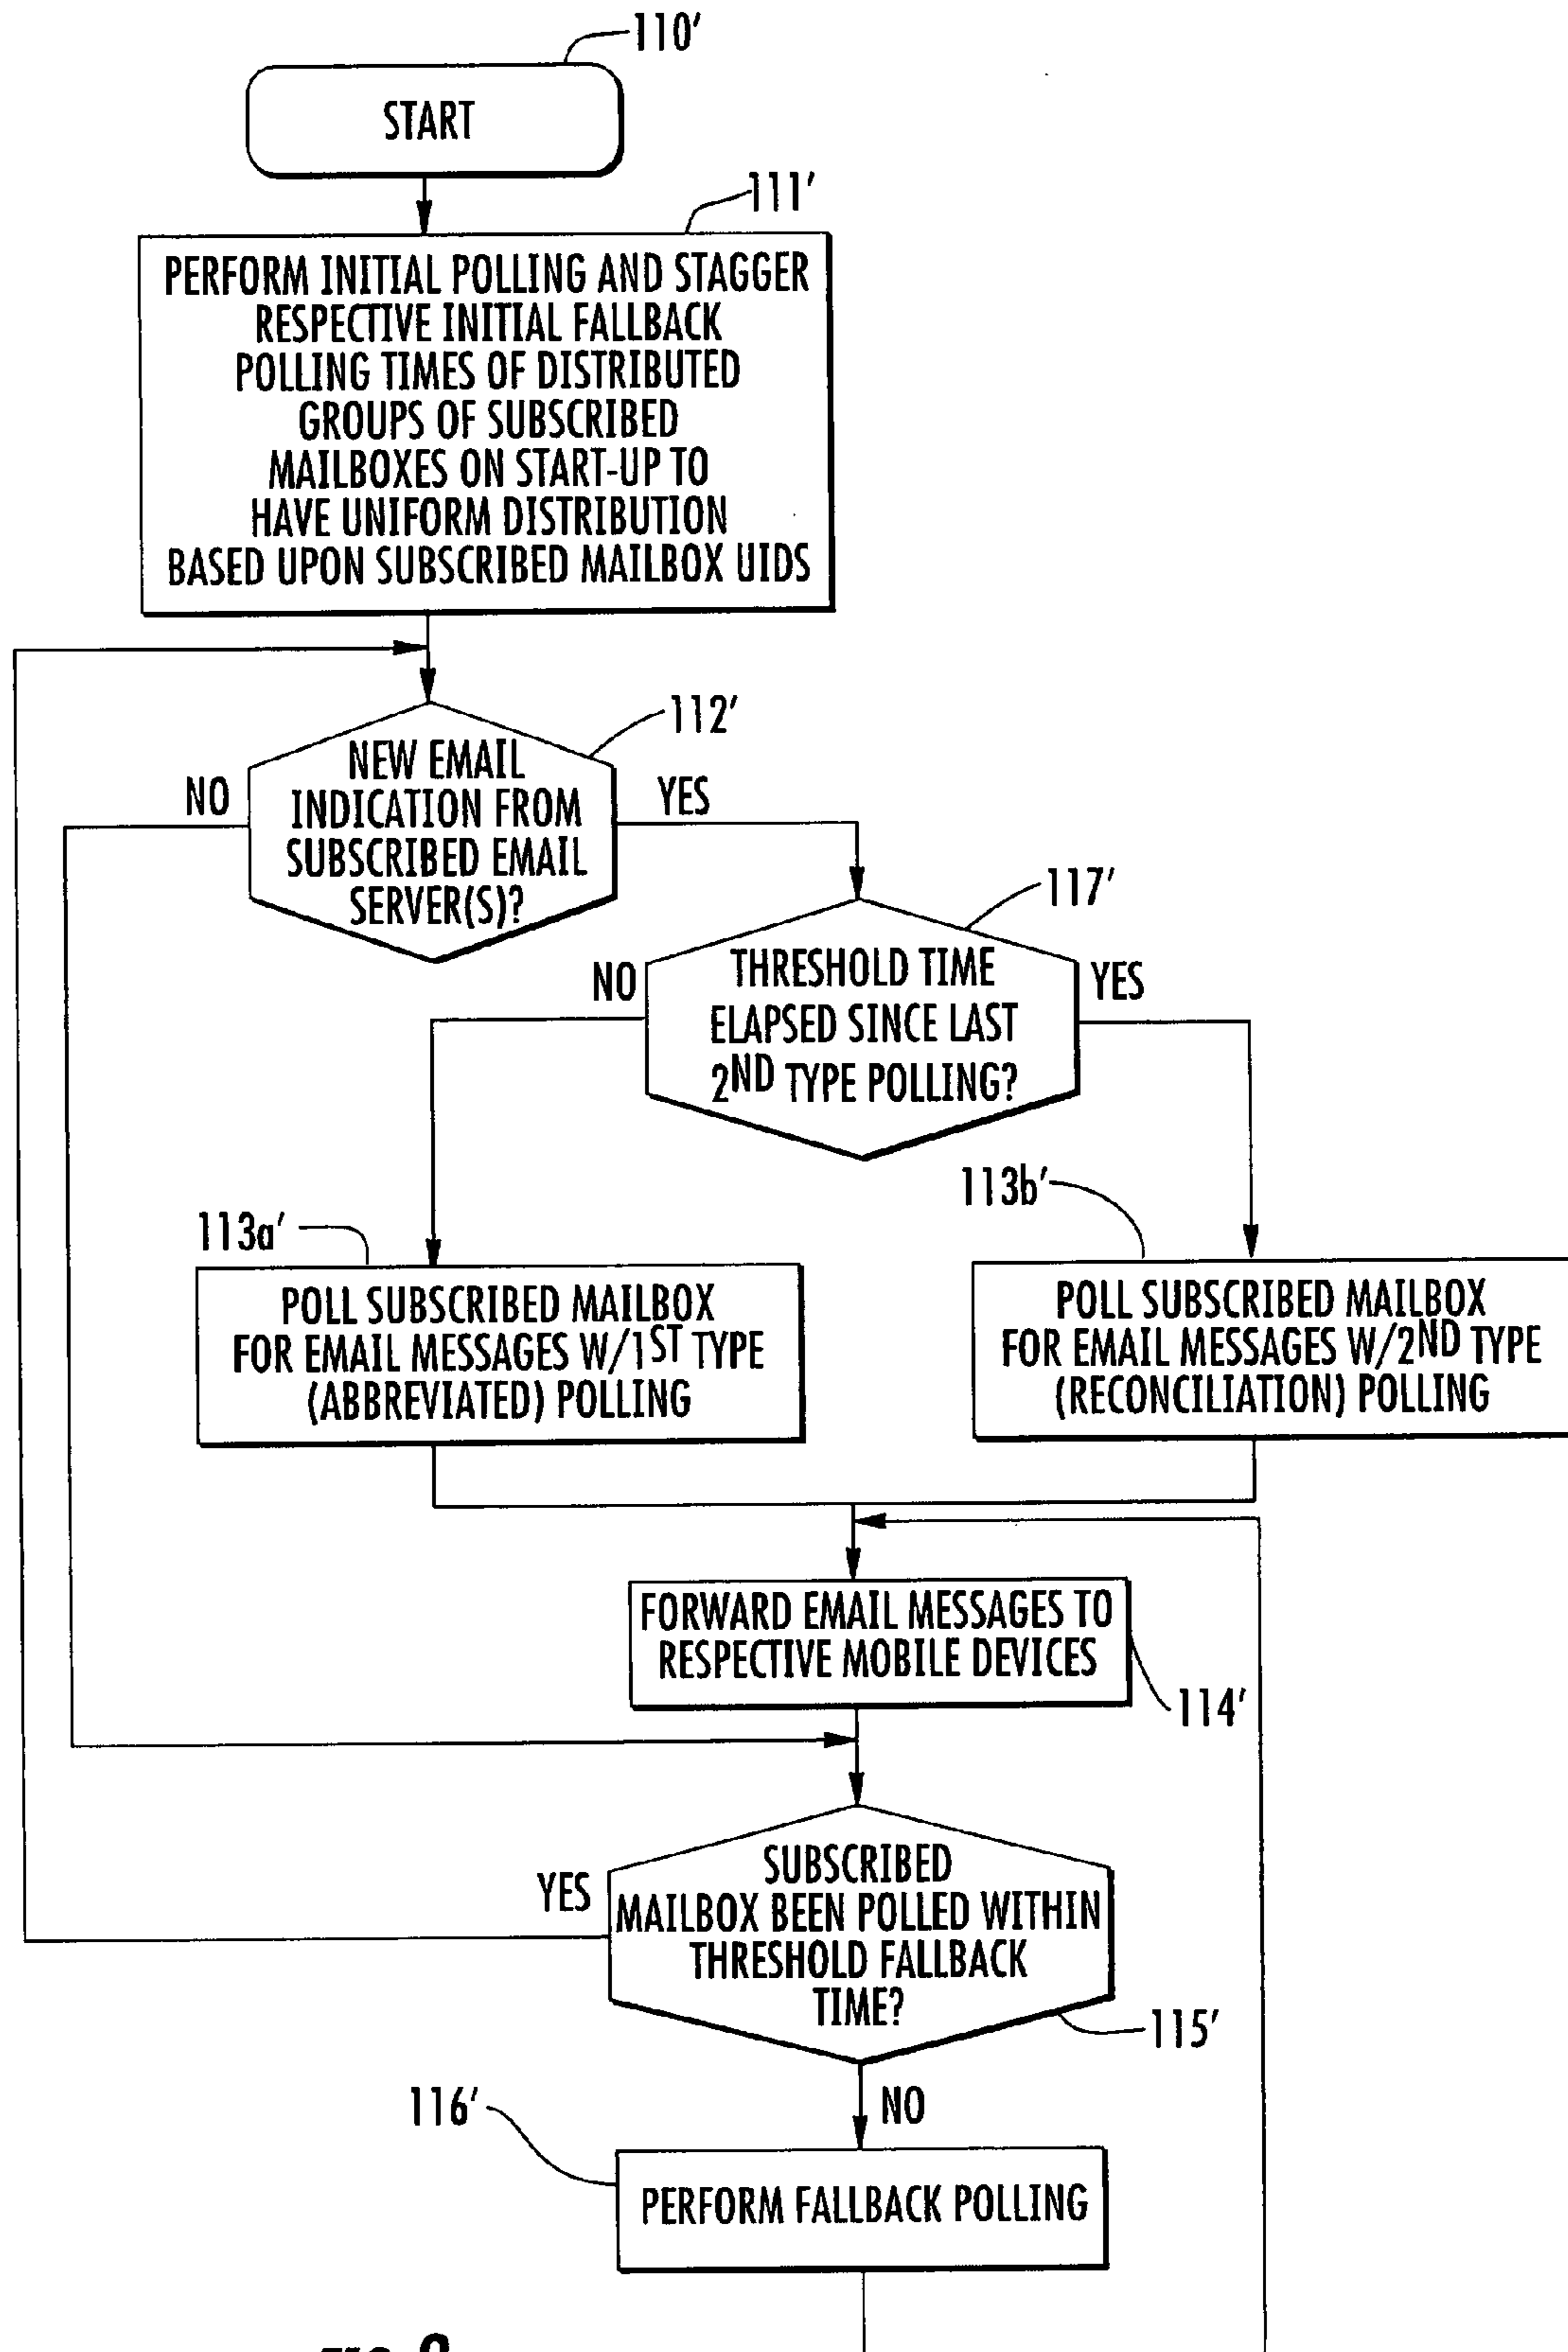 110'
START
111'
PERFORM INITIAL POLLING AND STAGGER
RESPECTIVE INITIAL FALLBACK
POLLING TIMES OF DISTRIBUTED
GROUPS OF SUBSCRIBED
MAILBOXES ON START-UP TO
HAVE UNIFORM DISTRIBUTION
BASED UPON SUBSCRIBED MAILBOX UIDS
112'
NEW EMAIL
INDICATION FROM
SUBSCRIBED EMAIL
SERVER(S)?
NO
YES
117'
THRESHOLD TIME
ELAPSED SINCE LAST
2ND TYPE POLLING?
NO
YES
113a'
POLL SUBSCRIBED MAILBOX
FOR EMAIL MESSAGES W/1ST TYPE
(ABBREVIATED) POLLING
113b'
POLL SUBSCRIBED MAILBOX
FOR EMAIL MESSAGES W/2ND TYPE
(RECONCILIATION) POLLING
FORWARD EMAIL MESSAGES TO
RESPECTIVE MOBILE DEVICES
114'
SUBSCRIBED
MAILBOX BEEN POLLED WITHIN
THRESHOLD FALLBACK
TIME?
YES
115'
NO
116'
PERFORM FALLBACK POLLING